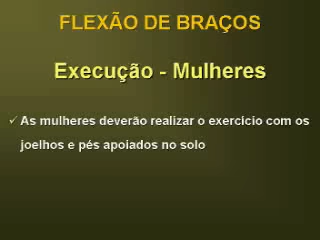 FLEXÃO DE BRAÇOS
Execução - Mulheres
✓ As mulheres deverão realizar o exercício com os
joelhos e pés apoiados no solo